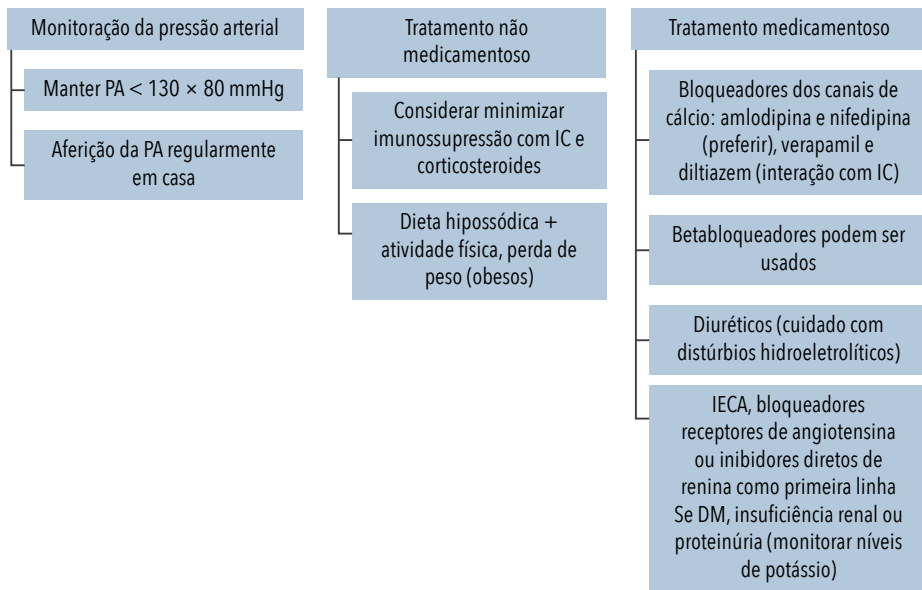 Monitoração da pressão arterial
Manter PA < 130 × 80 mmHg
Aferição da PA regularmente
em casa
Tratamento não
medicamentoso
Considerar minimizar
imunossupressão com IC e
corticosteroides
Dieta hipossódica +
atividade física, perda de
peso (obesos)
Tratamento medicamentoso
Bloqueadores dos canais de
cálcio: amlodipina e nifedipina
(preferir), verapamil e
diltiazem (interação com IC)
Betabloqueadores podem ser
usados
Diuréticos (cuidado com
distúrbios hidroeletrolíticos)
IECA, bloqueadores
receptores de angiotensina
ou inibidores diretos de
renina como primeira linha
Se DM, insuficiência renal ou
proteinúria (monitorar níveis
de potássio)